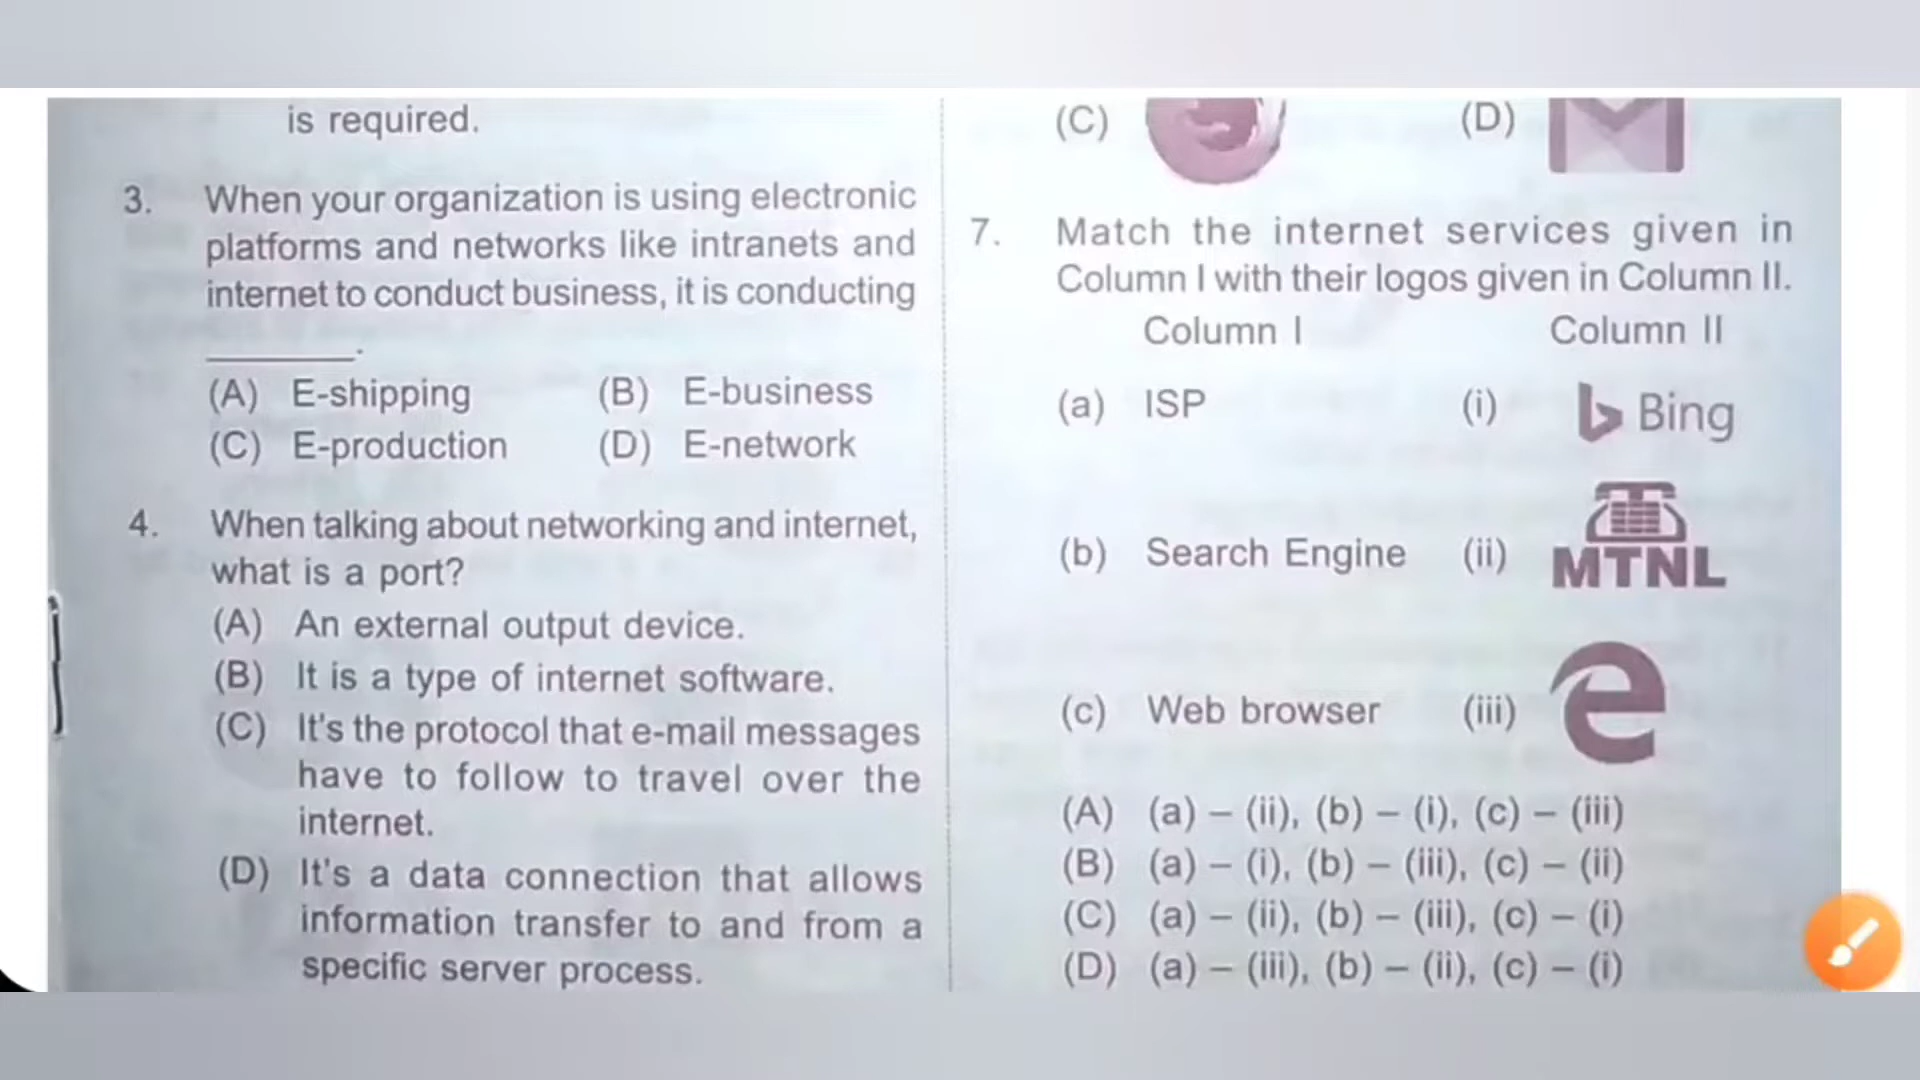 is required.
3. When your organization is using electronic
platforms and networks like intranets and
internet to conduct business, it is conducting
________.
(A) E-shipping (B) E-business
(C) E-production (D) E-network
4. When talking about networking and internet,
what is a port?
(A) An external output device.
(B) It is a type of internet software.
(C) It's the protocol that e-mail messages
have to follow to travel over the
internet.
(D) It's a data connection that allows
information transfer to and from a
specific server process.
(C) (D)
7. Match the internet services given in
Column I with their logos given in Column II.
Column I Column II
(a) ISP (i) Bing
(b) Search Engine (ii) MTNL
(c) Web browser (iii)
(A) (a) – (ii), (b) – (i), (c) – (iii)
(B) (a) – (i), (b) – (iii), (c) – (ii)
(C) (a) – (ii), (b) – (iii), (c) – (i)
(D) (a) – (iii), (b) – (ii), (c) – (i)